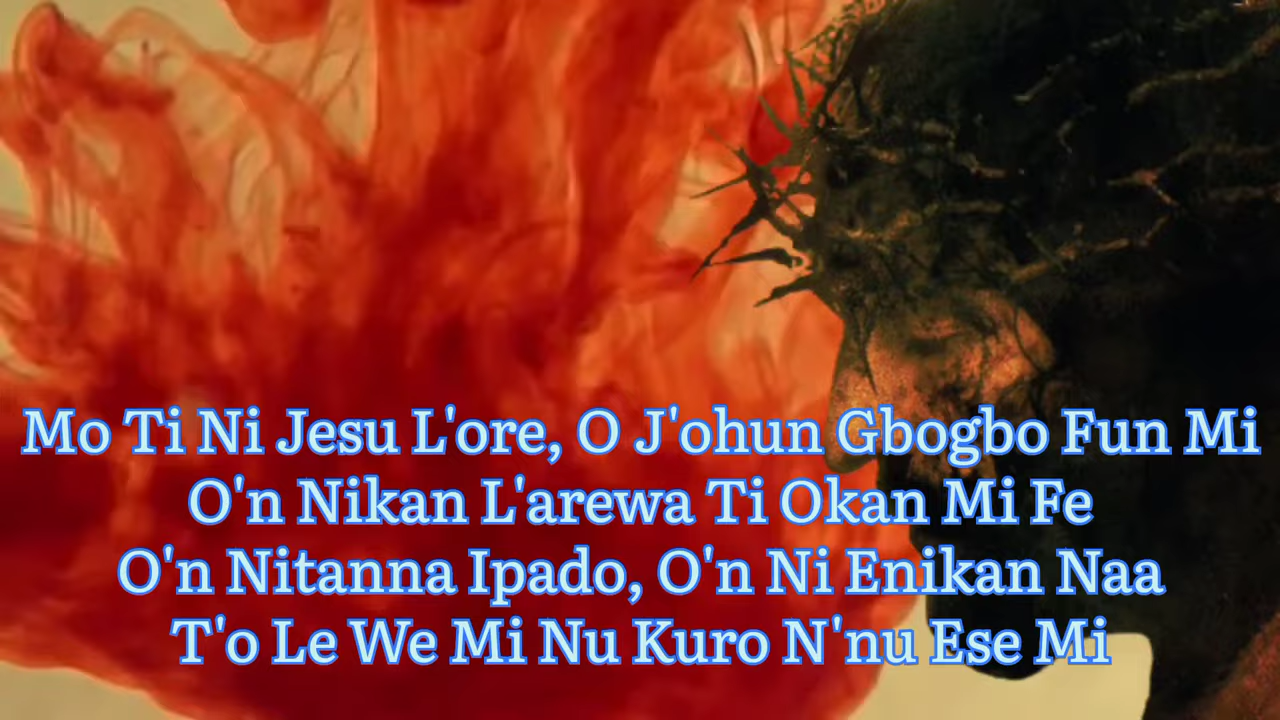 Mo Ti Ni Jesu L'ore, O J'ohun Gbogbo Fun Mi
O'n Nikan L'arewa Ti Okan Mi Fe
O'n Nitanna Ipado, O'n Ni Enikan Naa
T'o Le We Mi Nu Kuro N'nu Ese Mi